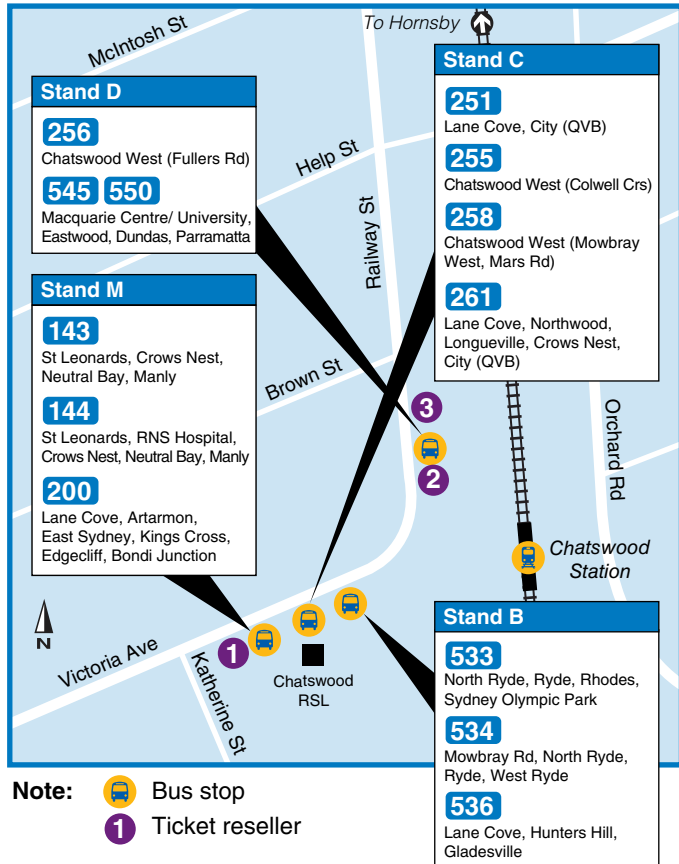 McIntosh St
To Hornsby
Stand D
256
Chatswood West (Fullers Rd)
545 550
Macquarie Centre/ University,
Eastwood, Dundas, Parramatta
Help St
Railway St
Stand C
251
Lane Cove, City (QVB)
255
Chatswood West (Colwell Crs)
258
Chatswood West (Mowbray
West, Mars Rd)
261
Lane Cove, Northwood,
Longueville, Crows Nest,
City (QVB)
Stand M
143
St Leonards, Crows Nest,
Neutral Bay, Manly
144
St Leonards, RNS Hospital,
Crows Nest, Neutral Bay, Manly
200
Lane Cove, Artarmon,
East Sydney, Kings Cross,
Edgecliff, Bondi Junction
Brown St
3
2
Orchard Rd
Chatswood
Station
N
Victoria Ave
1
Katherine St
Chatswood
RSL
Stand B
533
North Ryde, Ryde, Rhodes,
Sydney Olympic Park
534
Mowbray Rd, North Ryde,
Ryde, West Ryde
536
Lane Cove, Hunters Hill,
Gladesville
Note:
Bus stop
1 Ticket reseller